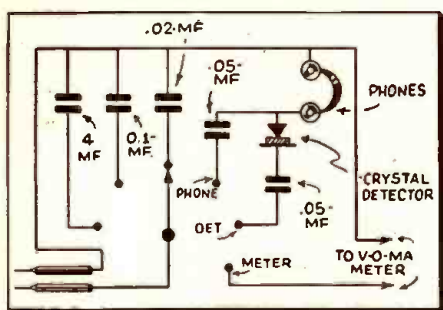 .02-MF
.05-
MF
PHONES
4
MF
0.1-
MF
PHONE
CRYSTAL
DETECTOR
.05-
MF
DET
METER
TO V-O-MA
METER